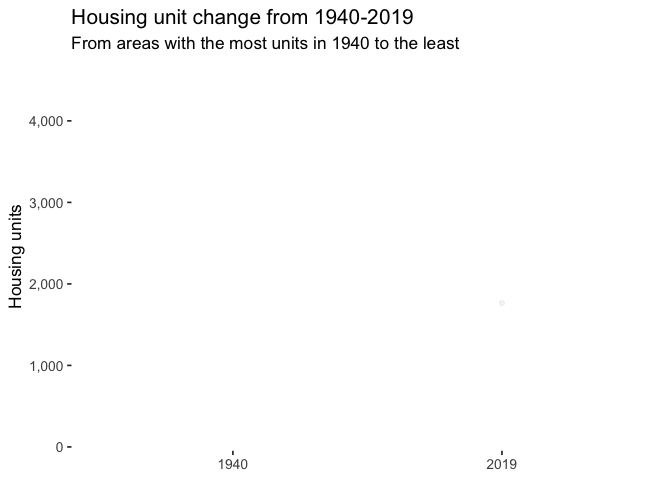 Housing unit change from 1940-2019
From areas with the most units in 1940 to the least
4,000
3,000
2,000
1,000
0
Housing units
1940 2019